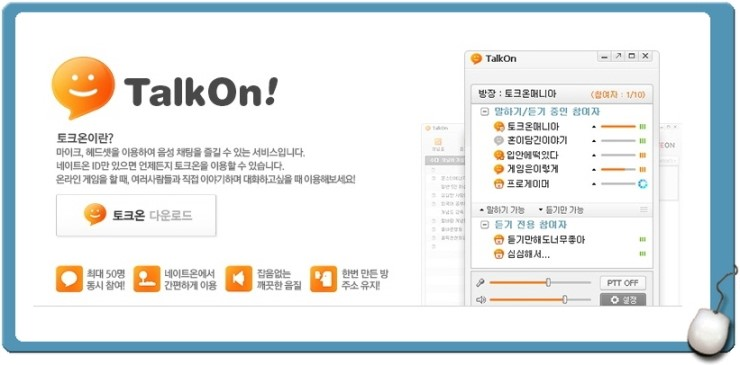 TalkOn!
토크온이란?
마이크, 헤드셋을 이용하여 음성 채팅을 즐길 수 있는 서비스입니다.
네이트온 ID만 있으면 언제든지 토크온을 이용할 수 있습니다.
온라인 게임을 할 때, 여러사람들과 직접 이야기하며 대화하고싶을 때 이용해보세요!
토크온 다운로드
최대 50명
동시 참여!
네이트온에서
간편하게 이용
잡음없는
깨끗한 음질
한번 만든 방
주소 유지!
TalkOn
방장 : 토크온매니아 (참여자 : 1/10)
말하기/듣기 중인 참여자
토크온매니아
혼이담긴이야기
입안에떡있다
게임은이렇게
프로게이머
말하기 가능 듣기만 가능
듣기 전용 참여자
듣기만해도너무좋아
심심해서...
PTT OFF
설정